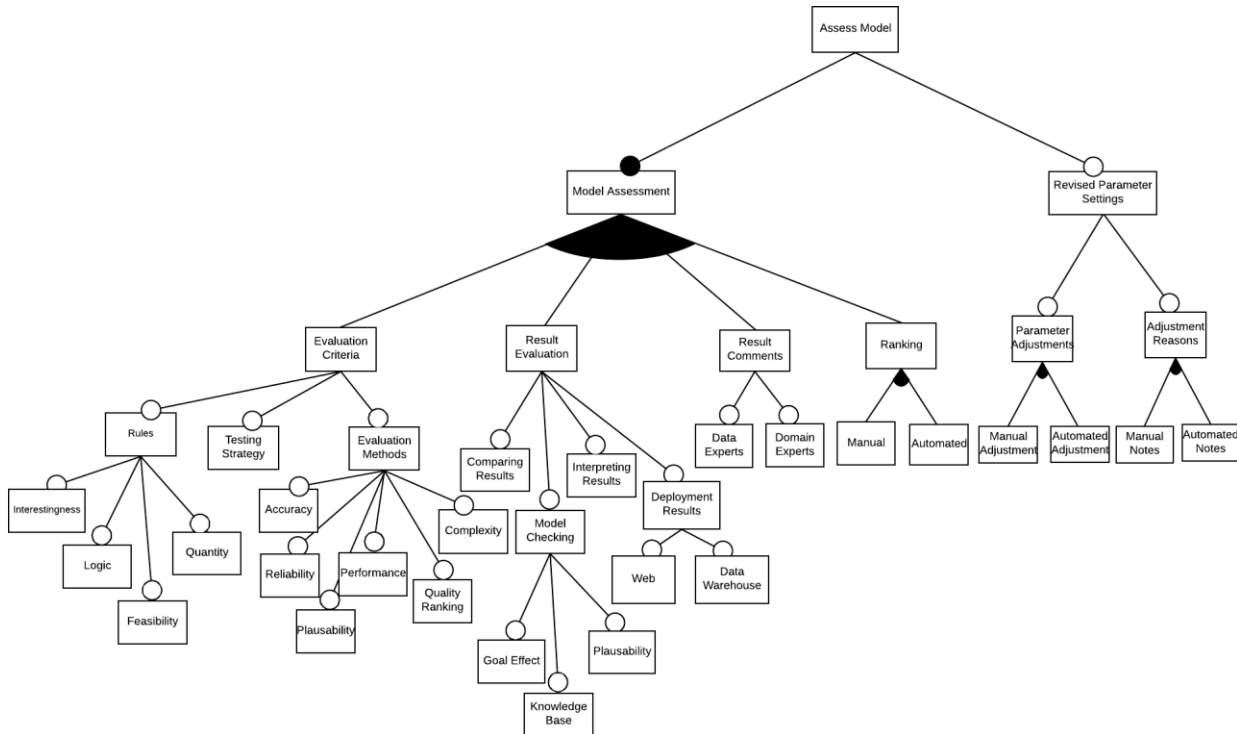 Assess Model
Model Assessment
Revised Parameter
Settings
Evaluation
Criteria
Result
Evaluation
Result
Comments
Ranking
Parameter
Adjustments
Adjustment
Reasons
Rules
Testing
Strategy
Evaluation
Methods
Comparing
Results
Interpreting
Results
Data
Experts
Domain
Experts
Manual
Automated
Manual
Adjustment
Automated
Adjustment
Manual
Notes
Automated
Notes
Interestingness
Logic
Feasibility
Quantity
Accuracy
Reliability
Plausability
Performance
Quality
Ranking
Complexity
Model
Checking
Deployment
Results
Web
Data
Warehouse
Goal Effect
Knowledge
Base
Plausability